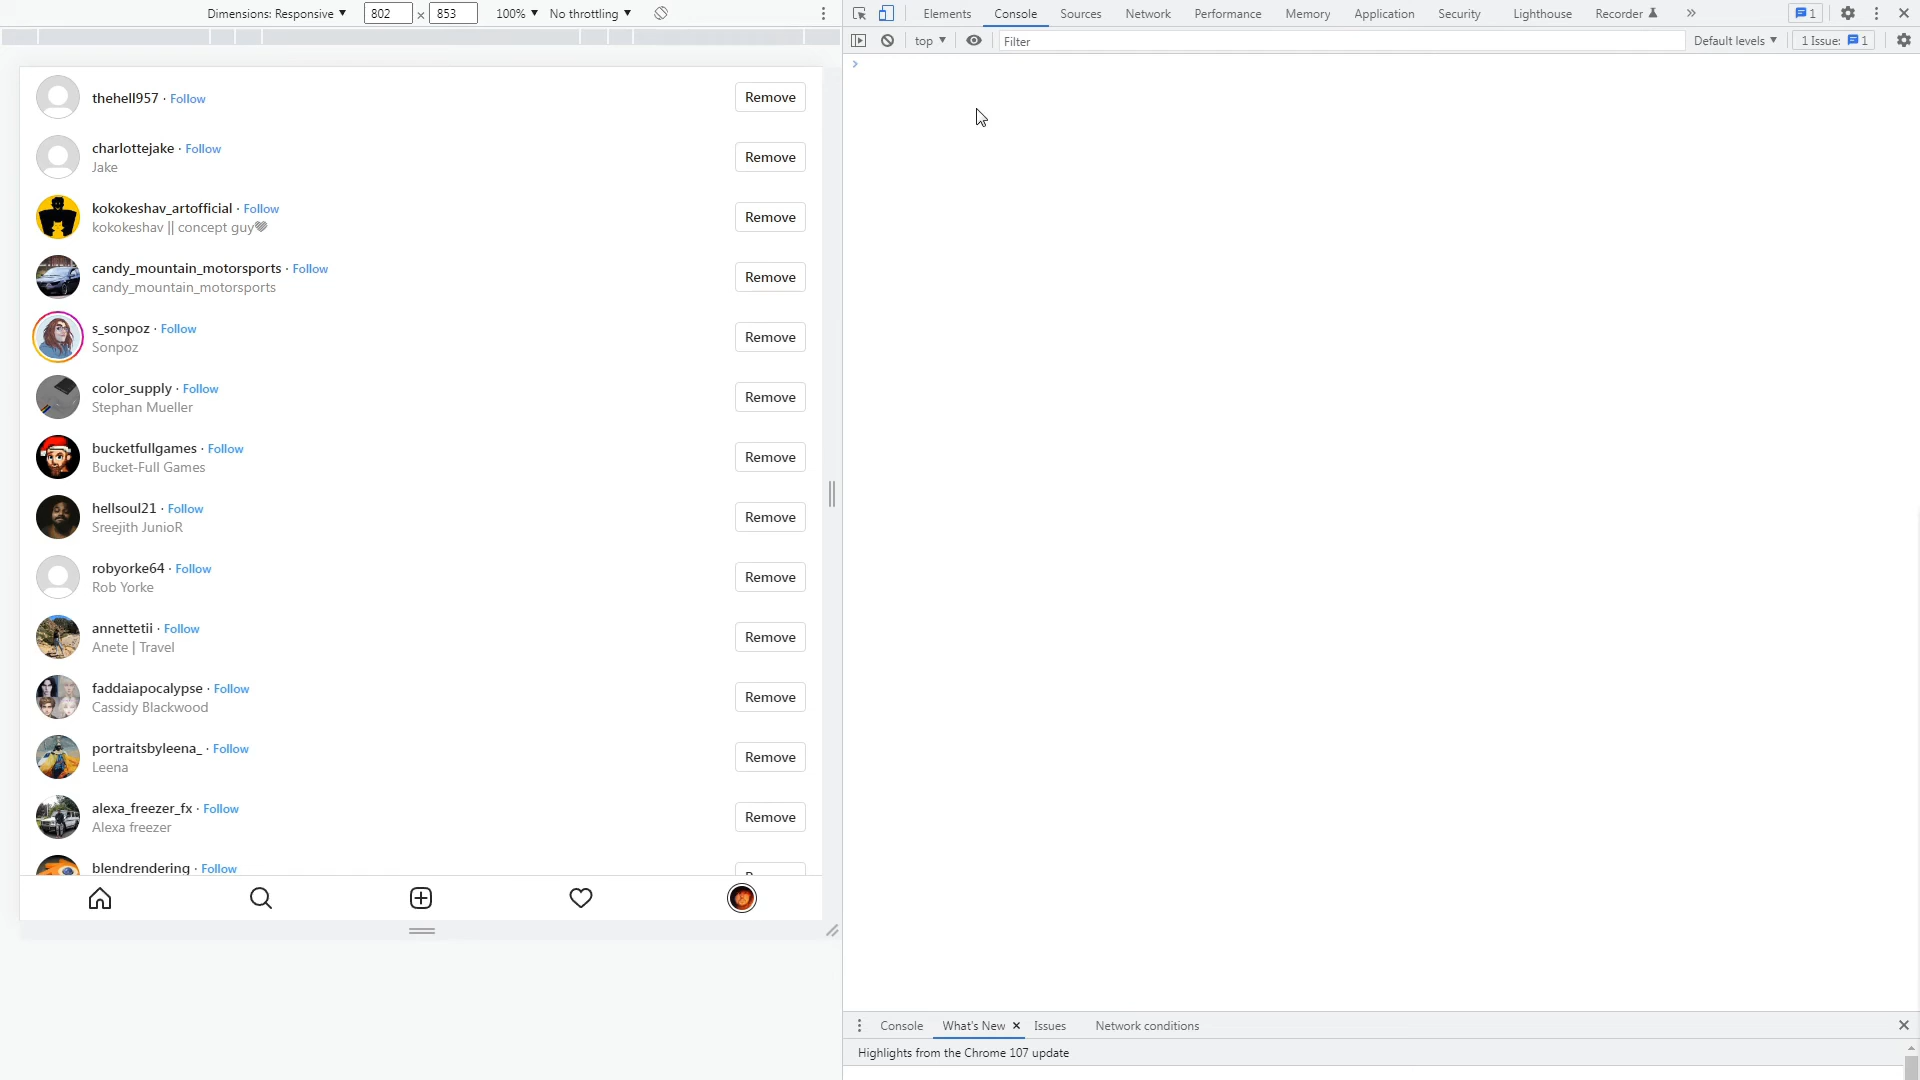 Dimensions: Responsive 802 × 853 100% No throttling
Elements Console Sources Network Performance Memory Application Security Lighthouse Recorder 1
top Filter Default levels 1 Issue: 1
thehell957 · Follow Remove
charlottejake · Follow
Jake
Remove
kokokeshav_artofficial · Follow
kokokeshav || concept guy
Remove
candy_mountain_motorsports · Follow
candy_mountain_motorsports
Remove
s_sonpoz · Follow
Sonpoz
Remove
color_supply · Follow
Stephan Mueller
Remove
bucketfullgames · Follow
Bucket-Full Games
Remove
hellsoul21 · Follow
Sreejith JunioR
Remove
robyorke64 · Follow
Rob Yorke
Remove
annettetii · Follow
Anete | Travel
Remove
faddaiapocalypse · Follow
Cassidy Blackwood
Remove
portraitsbyleena_ · Follow
Leena
Remove
alexa_freezer_fx · Follow
Alexa freezer
Remove
blendrendering · Follow
Console What's New Issues Network conditions
Highlights from the Chrome 107 update